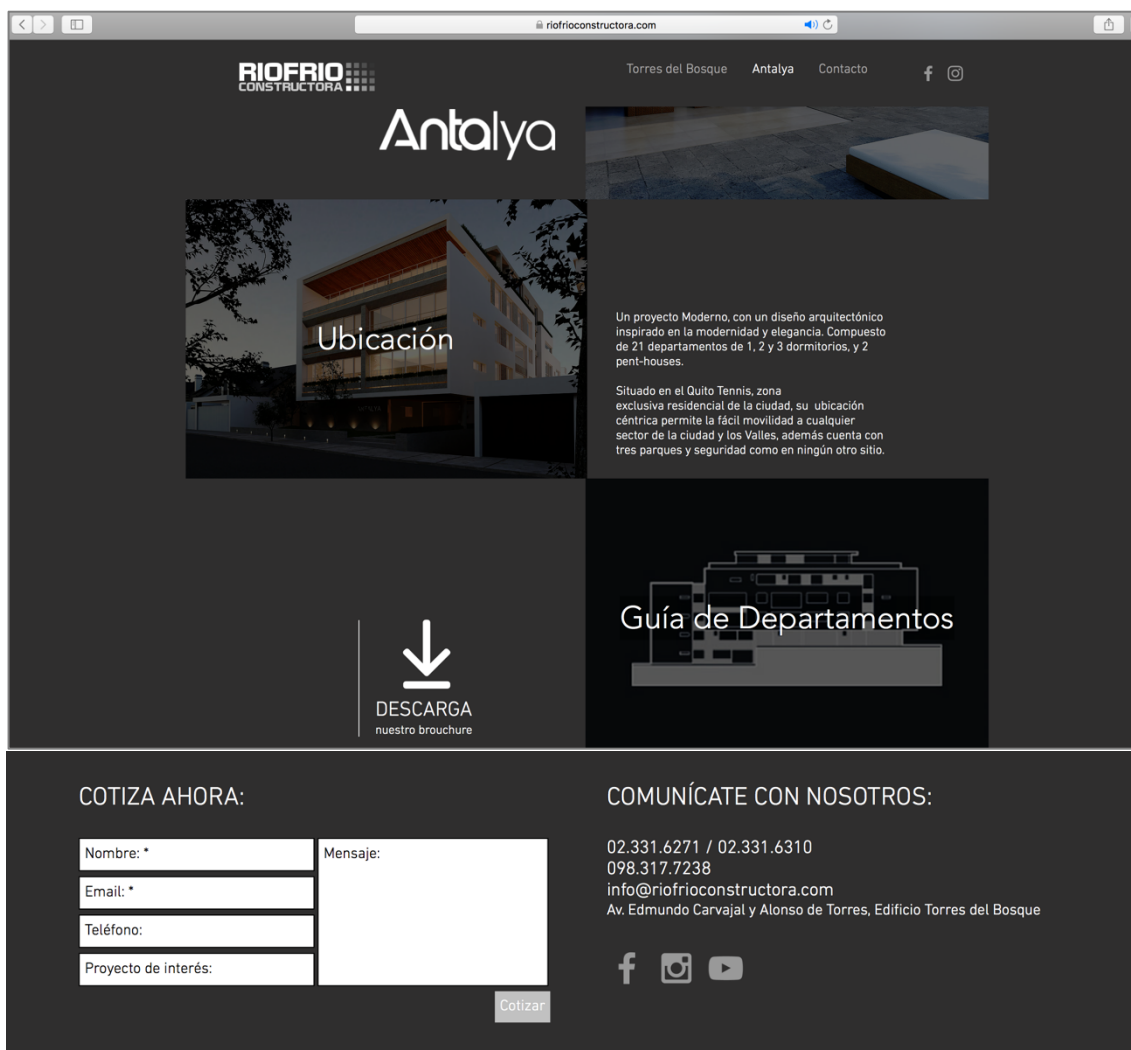 riofrioconstructora.com
RIOFRIO
CONSTRUCTORA
Torres del Bosque Antalya Contacto
Antalya
Ubicación
Un proyecto Moderno, con un diseño arquitectónico
inspirado en la modernidad y elegancia. Compuesto
de 21 departamentos de 1, 2 y 3 dormitorios, y 2
pent-houses.
Situado en el Quito Tennis, zona
exclusiva residencial de la ciudad, su ubicación
céntrica permite la fácil movilidad a cualquier
sector de la ciudad y los Valles, además cuenta con
tres parques y seguridad como en ningún otro sitio.
Guía de Departamentos
DESCARGA
nuestro brouchure
COTIZA AHORA:
Nombre: *
Email: *
Teléfono:
Proyecto de interés:
Mensaje:
Cotizar
COMUNÍCATE CON NOSOTROS:
02.331.6271 / 02.331.6310
098.317.7238
info@riofrioconstructora.com
Av. Edmundo Carvajal y Alonso de Torres, Edificio Torres del Bosque